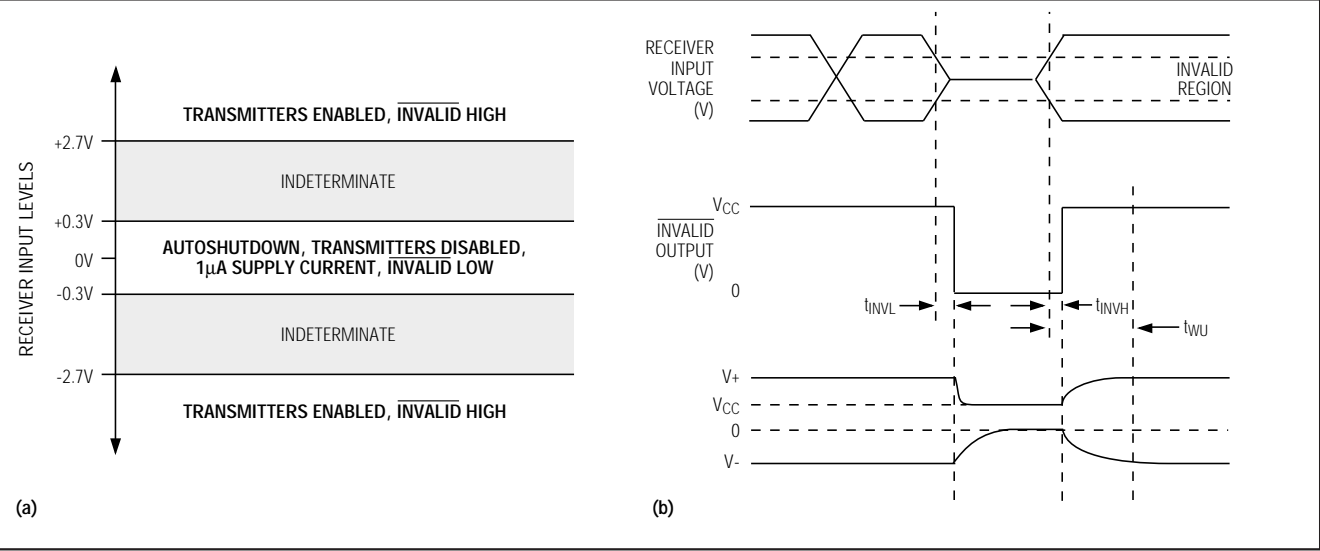 RECEIVER INPUT LEVELS
TRANSMITTERS ENABLED, INVALID HIGH
+2.7V
INDETERMINATE
+0.3V
AUTOSHUTDOWN, TRANSMITTERS DISABLED,
0V
1µA SUPPLY CURRENT, INVALID LOW
-0.3V
INDETERMINATE
-2.7V
TRANSMITTERS ENABLED, INVALID HIGH
(a)
RECEIVER
INPUT
VOLTAGE
(V)
INVALID
REGION
VCC
INVALID
OUTPUT
(V)
0
tINVL
tINVH
tWU
V+
VCC
0
V-
(b)